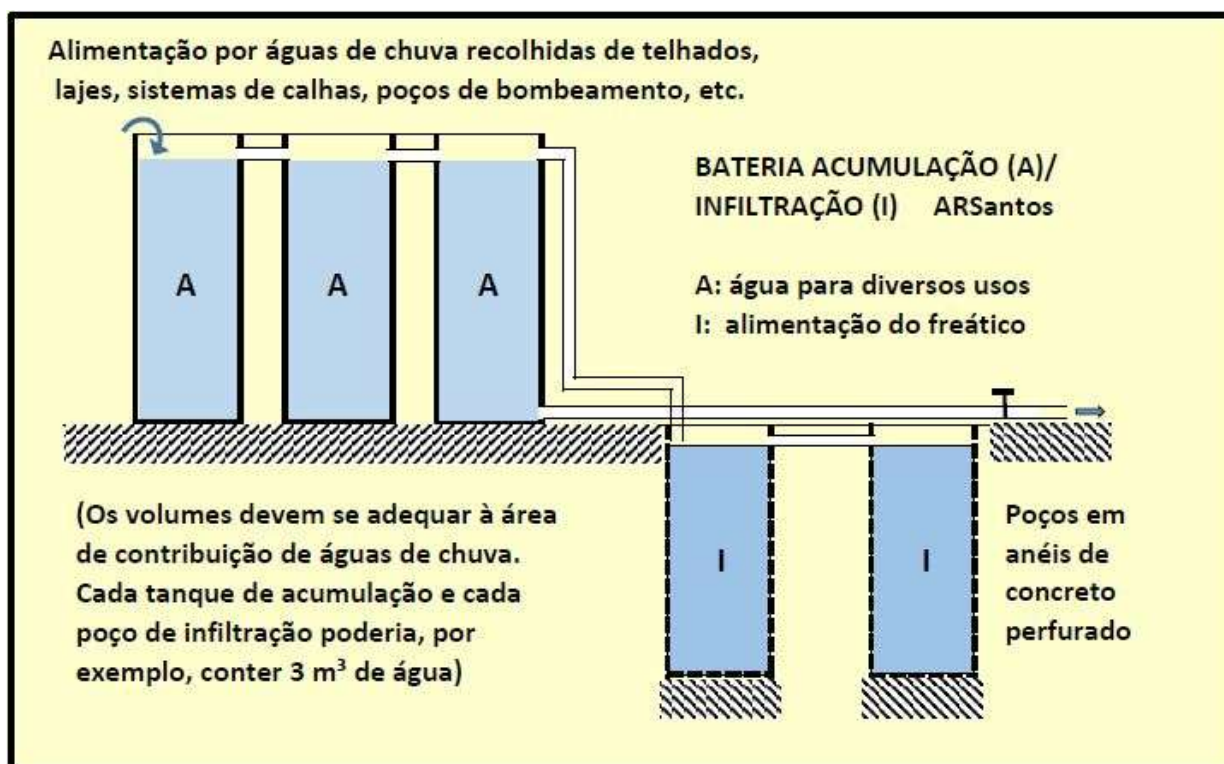 Alimentação por águas de chuva recolhidas de telhados,
lajes, sistemas de calhas, poços de bombeamento, etc.
BATERIA ACUMULAÇÃO (A)/
INFILTRAÇÃO (I) ARSantos
A: água para diversos usos
I: alimentação do freático
A
A
A
(Os volumes devem se adequar à área
de contribuição de águas de chuva.
Cada tanque de acumulação e cada
poço de infiltração poderia, por
exemplo, conter 3 m³ de água)
I
I
Poços em
anéis de
concreto
perfurado